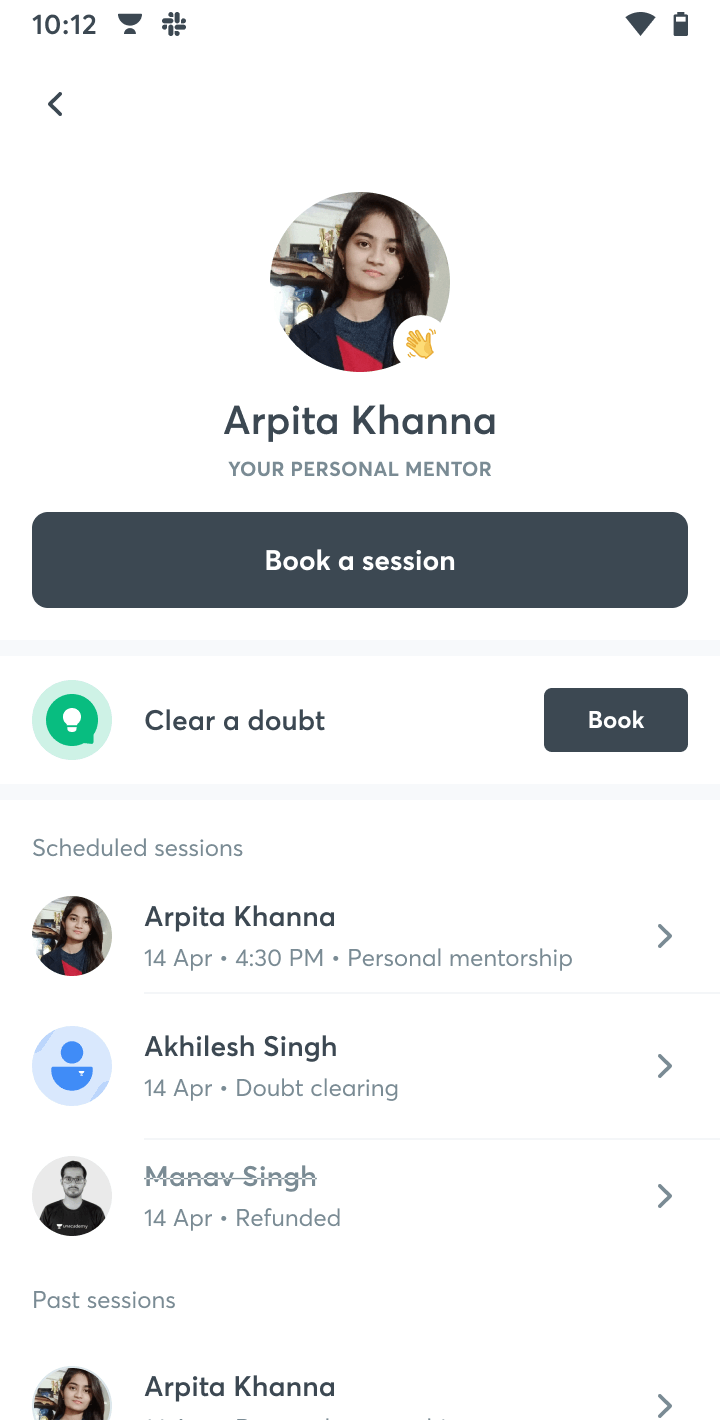 10:12
Arpita Khanna
YOUR PERSONAL MENTOR
Book a session
Clear a doubt
Book
Scheduled sessions
Arpita Khanna
14 Apr • 4:30 PM • Personal mentorship
Akhilesh Singh
14 Apr • Doubt clearing
Manav Singh
14 Apr • Refunded
unacademy
Past sessions
Arpita Khanna